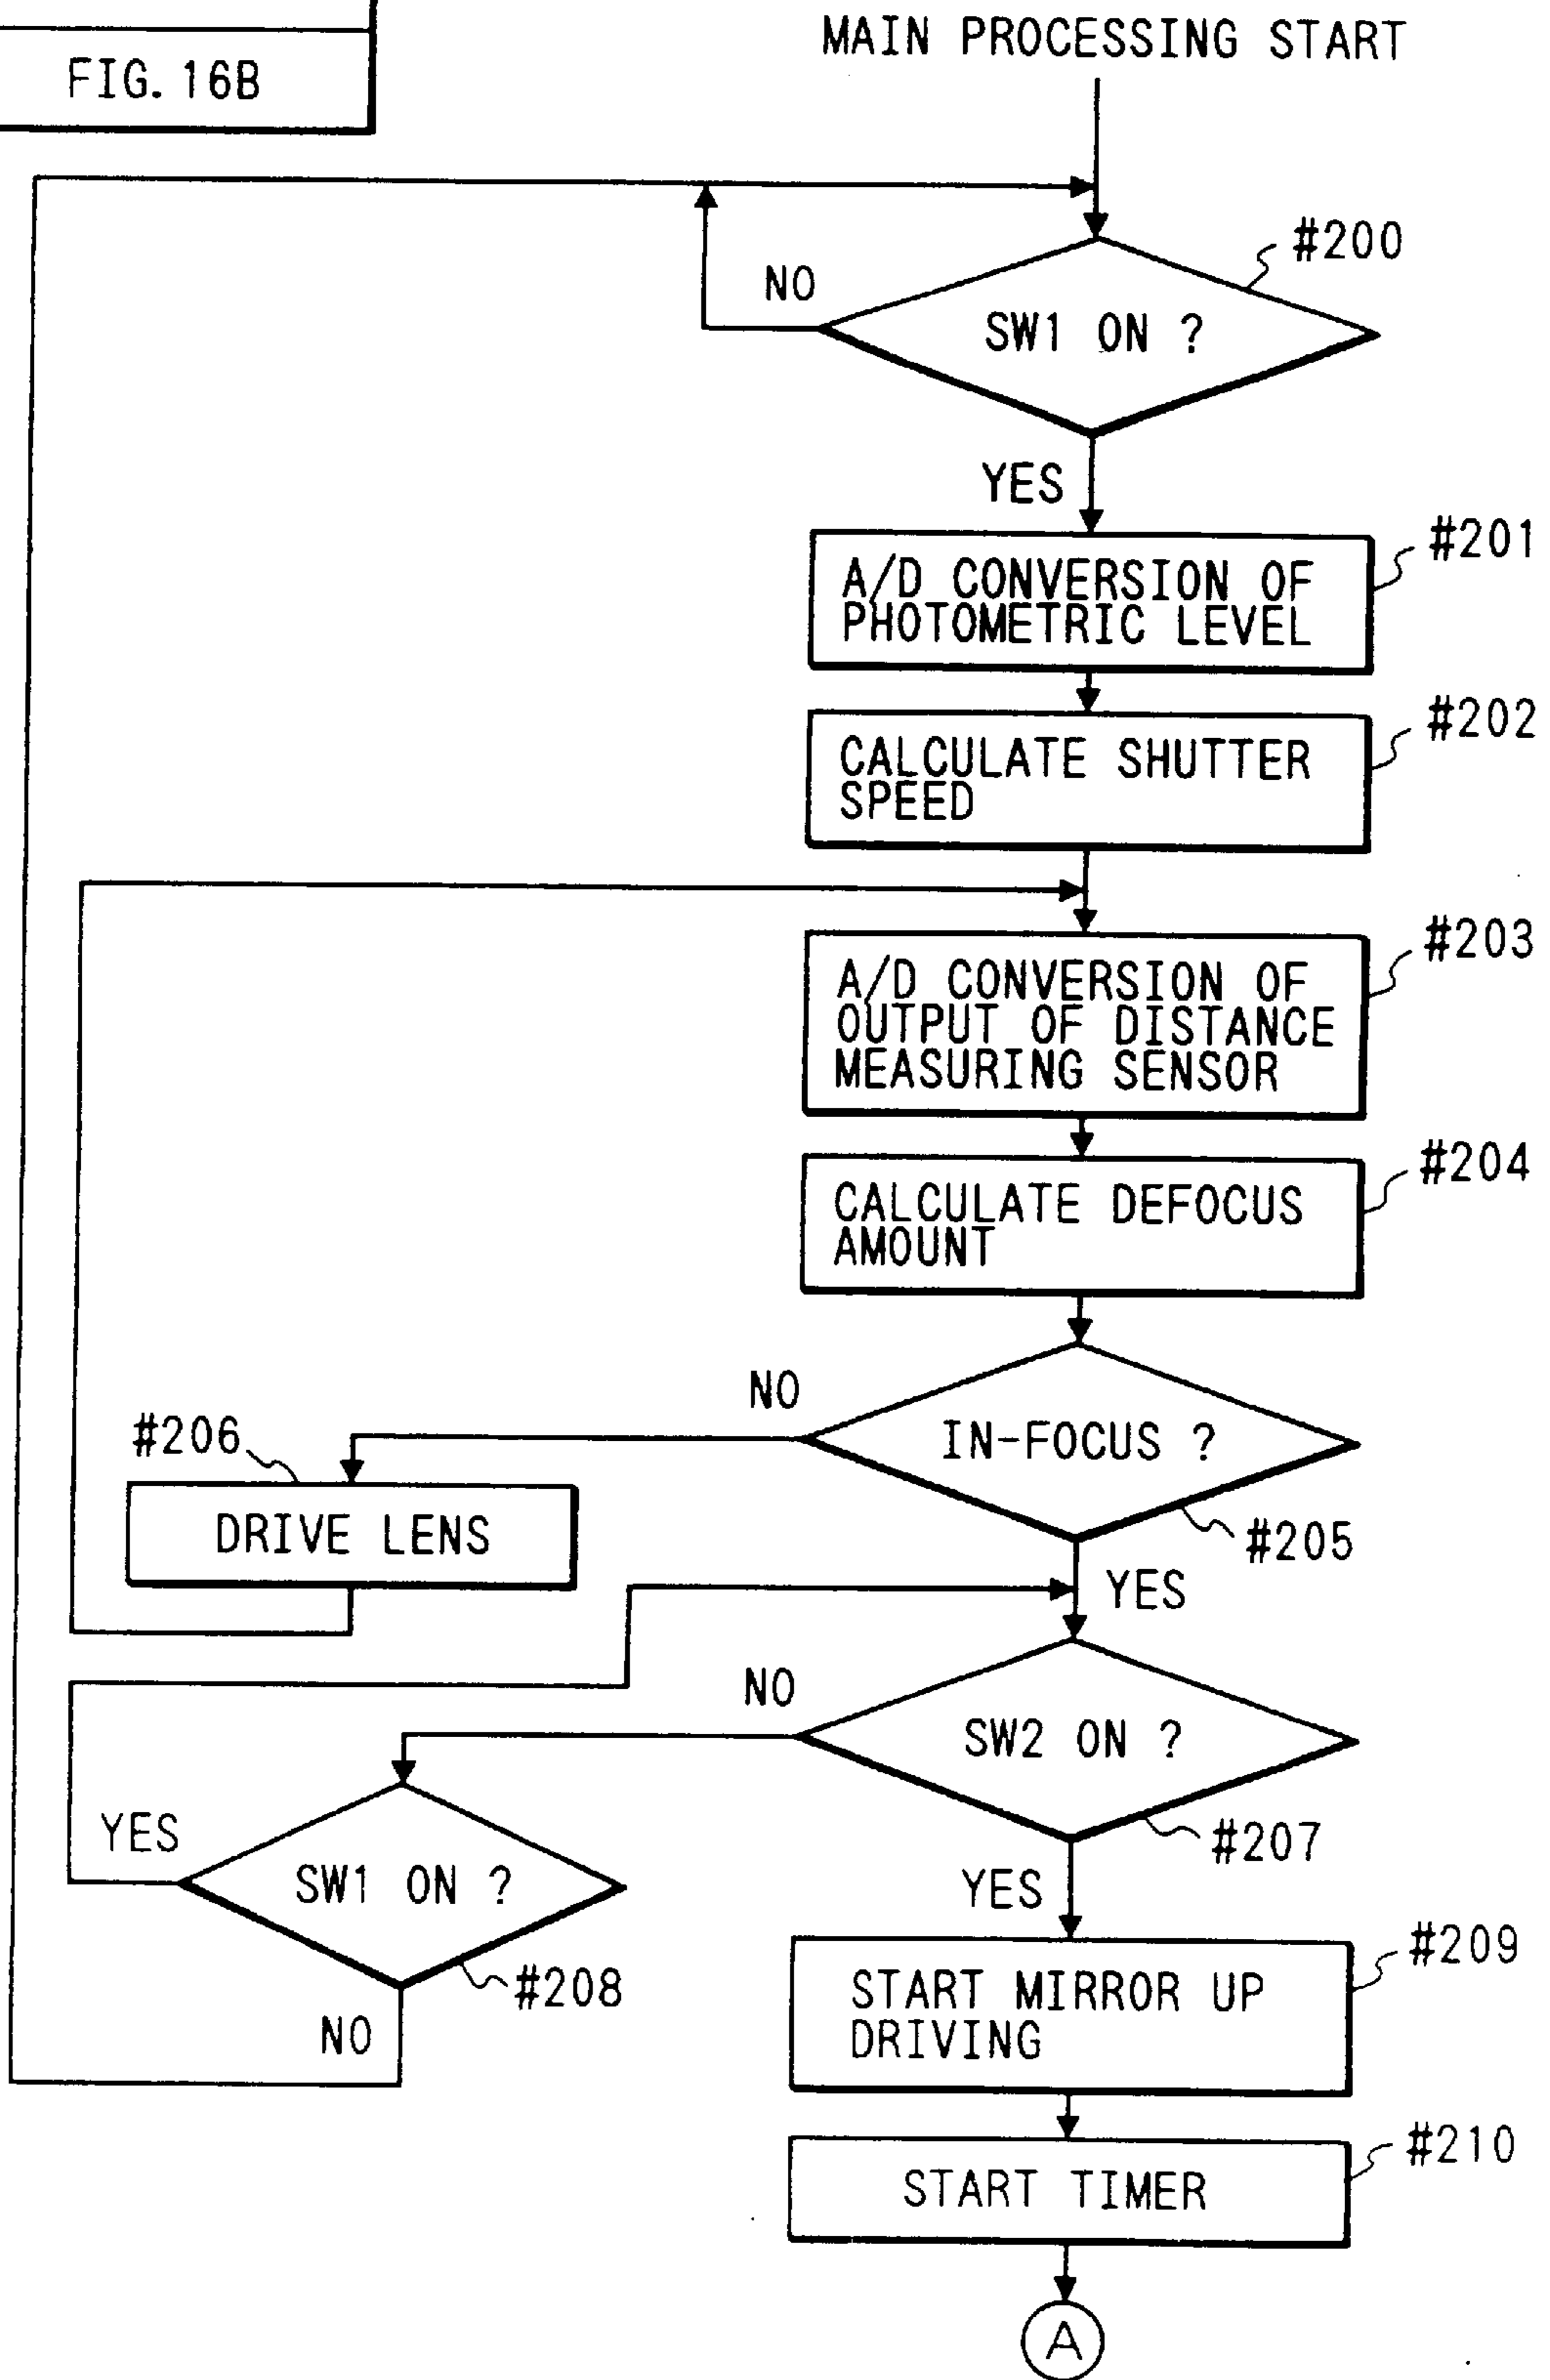 FIG. 16B
MAIN PROCESSING START
#200
NO
SW1 ON ?
YES
#201
A/D CONVERSION OF
PHOTOMETRIC LEVEL
#202
CALCULATE SHUTTER
SPEED
#203
A/D CONVERSION OF
OUTPUT OF DISTANCE
MEASURING SENSOR
#204
CALCULATE DEFOCUS
AMOUNT
NO
IN-FOCUS ?
#205
#206
DRIVE LENS
YES
NO
SW2 ON ?
#207
YES
SW1 ON ?
#208
NO
YES
#209
START MIRROR UP
DRIVING
#210
START TIMER
A